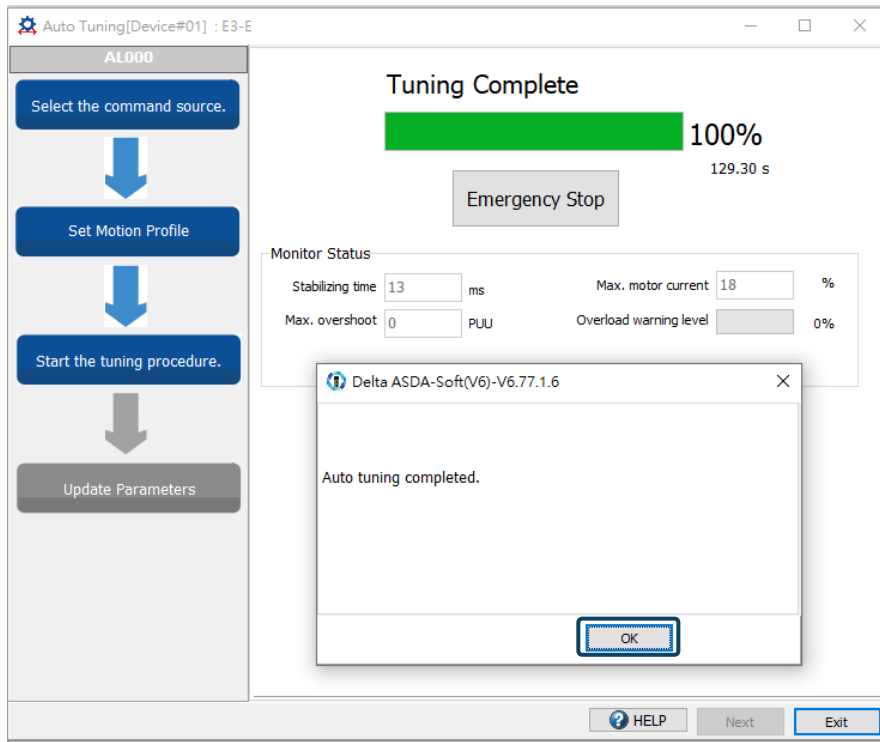 Auto Tuning[Device#01] : E3-E
AL000
Select the command source.
Set Motion Profile
Start the tuning procedure.
Update Parameters
Tuning Complete
100%
129.30 s
Emergency Stop
Monitor Status
Stabilizing time 13 ms
Max. motor current 18 %
Max. overshoot 0 PUU
Overload warning level 0%
Delta ASDA-Soft(V6)-V6.77.1.6
Auto tuning completed.
OK
HELP
Next
Exit